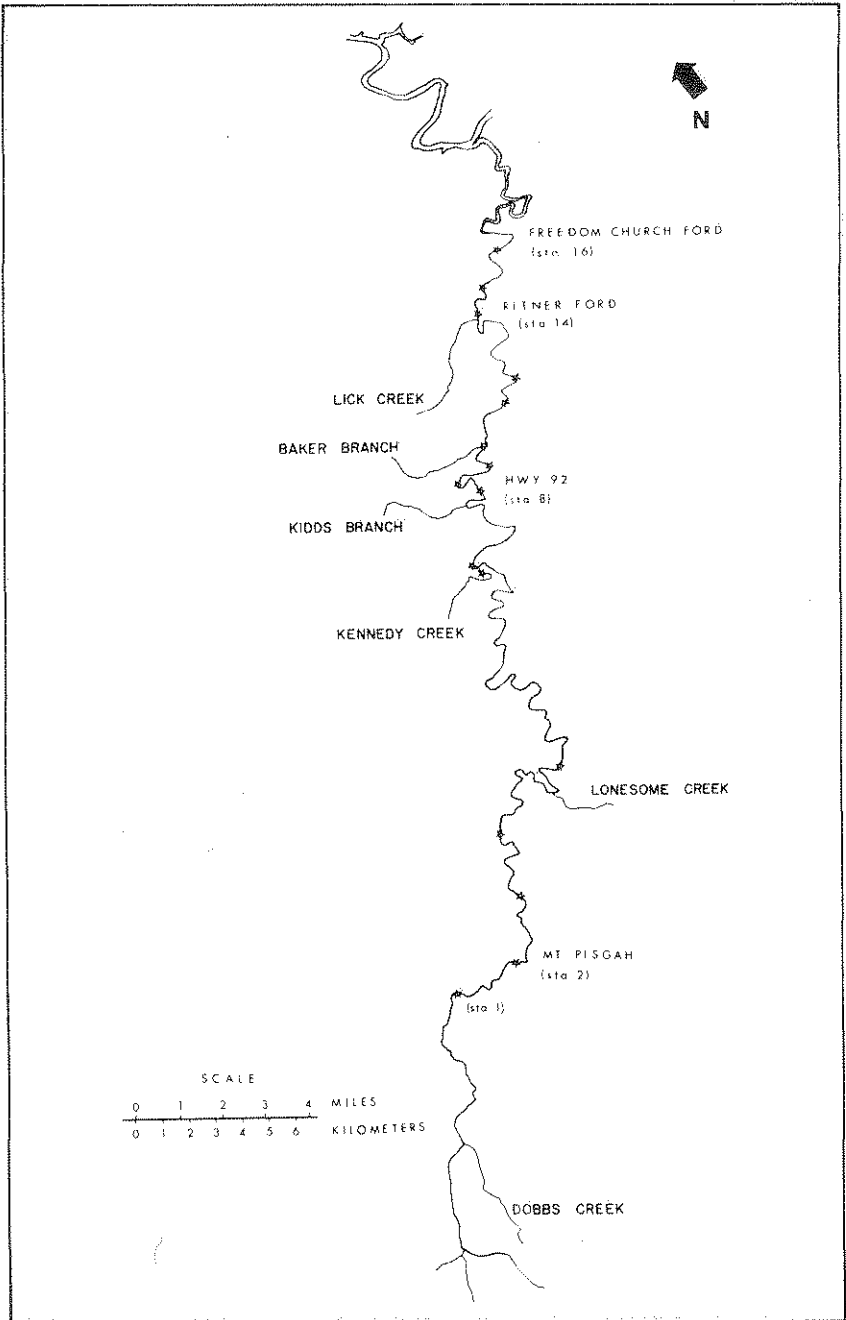 N
FREEDOM CHURCH FORD
(sta. 16)
RITNER FORD
(sta 14)
LICK CREEK
BAKER BRANCH
HWY 92
(sta 8)
KIDDS BRANCH
KENNEDY CREEK
LONESOME CREEK
MT PISGAH
(sta 2)
(sta 1)
SCALE
0 1 2 3 4 MILES
0 1 2 3 4 5 6 KILOMETERS
DOBBS CREEK